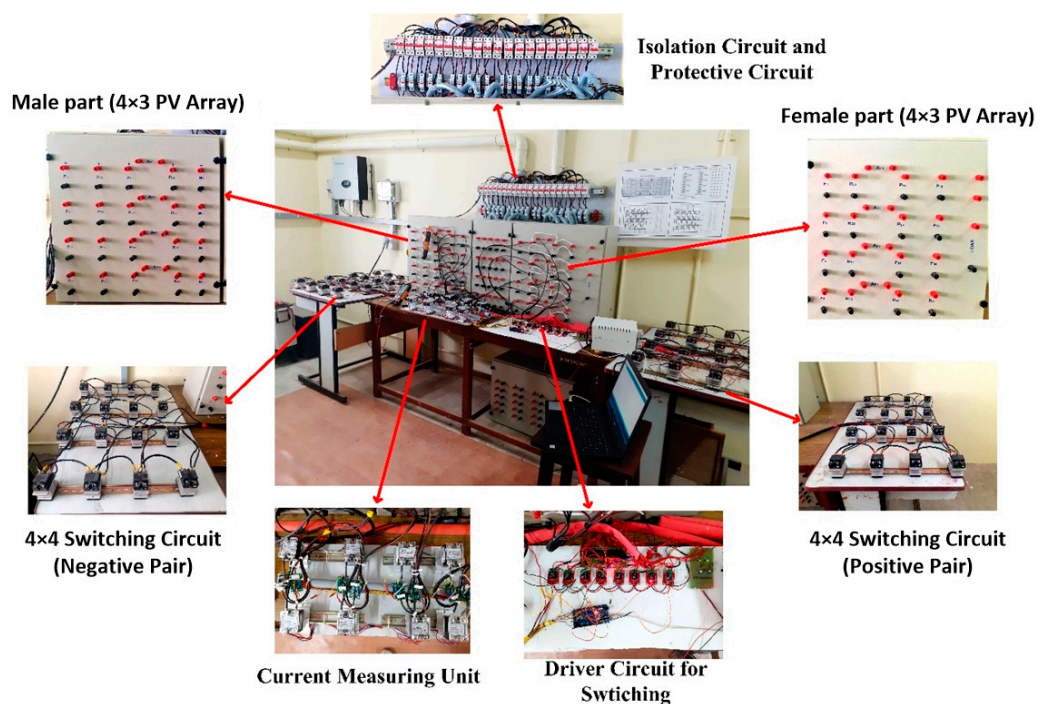 Isolation Circuit and
Protective Circuit
Male part (4×3 PV Array)
Female part (4×3 PV Array)
4×4 Switching Circuit
(Negative Pair)
4×4 Switching Circuit
(Positive Pair)
Current Measuring Unit
Driver Circuit for
Swtiching